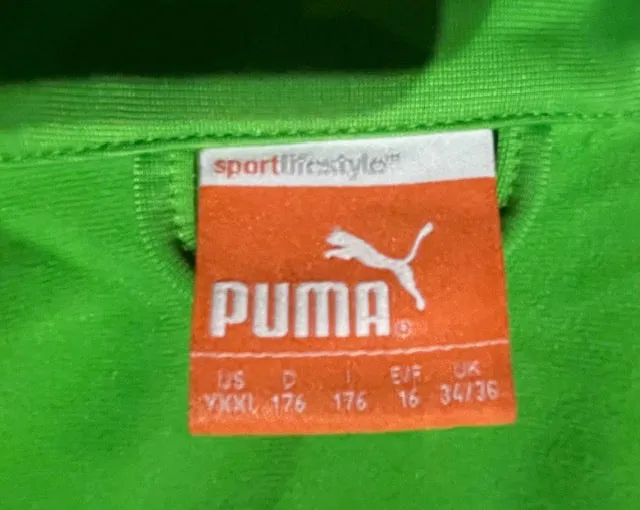 sportlifestyle
PUMA
US D I E/F UK
YXXL 176 176 16 34/36